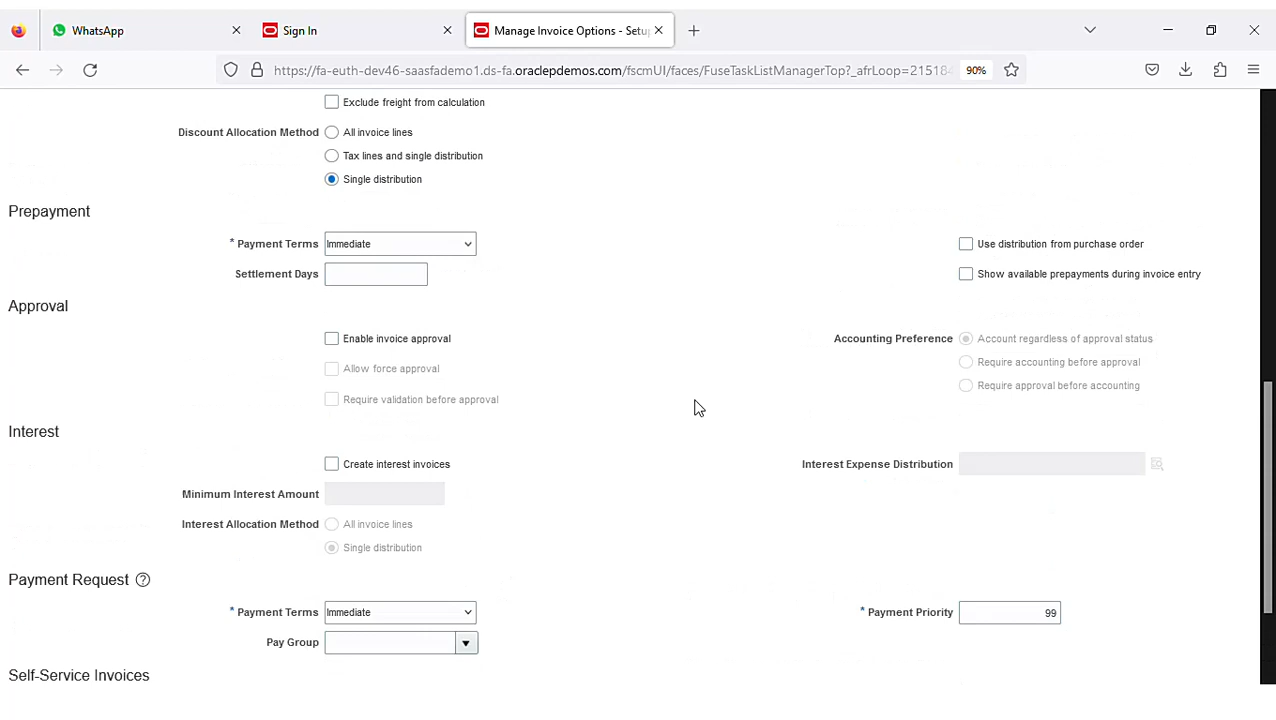 WhatsApp
Sign In
Manage Invoice Options - Setup
https://fa-euth-dev46-saasfademo1.ds-fa.oraclepdemos.com/fscmUI/faces/FuseTaskListManagerTop?_afrLoop=215184
90%
Exclude freight from calculation
Discount Allocation Method
All invoice lines
Tax lines and single distribution
Single distribution
Prepayment
* Payment Terms Immediate
Use distribution from purchase order
Settlement Days
Show available prepayments during invoice entry
Approval
Enable invoice approval
Accounting Preference
Account regardless of approval status
Allow force approval
Require accounting before approval
Require validation before approval
Require approval before accounting
Interest
Create interest invoices
Interest Expense Distribution
Minimum Interest Amount
Interest Allocation Method
All invoice lines
Single distribution
Payment Request ?
* Payment Terms Immediate
* Payment Priority 99
Pay Group
Self-Service Invoices